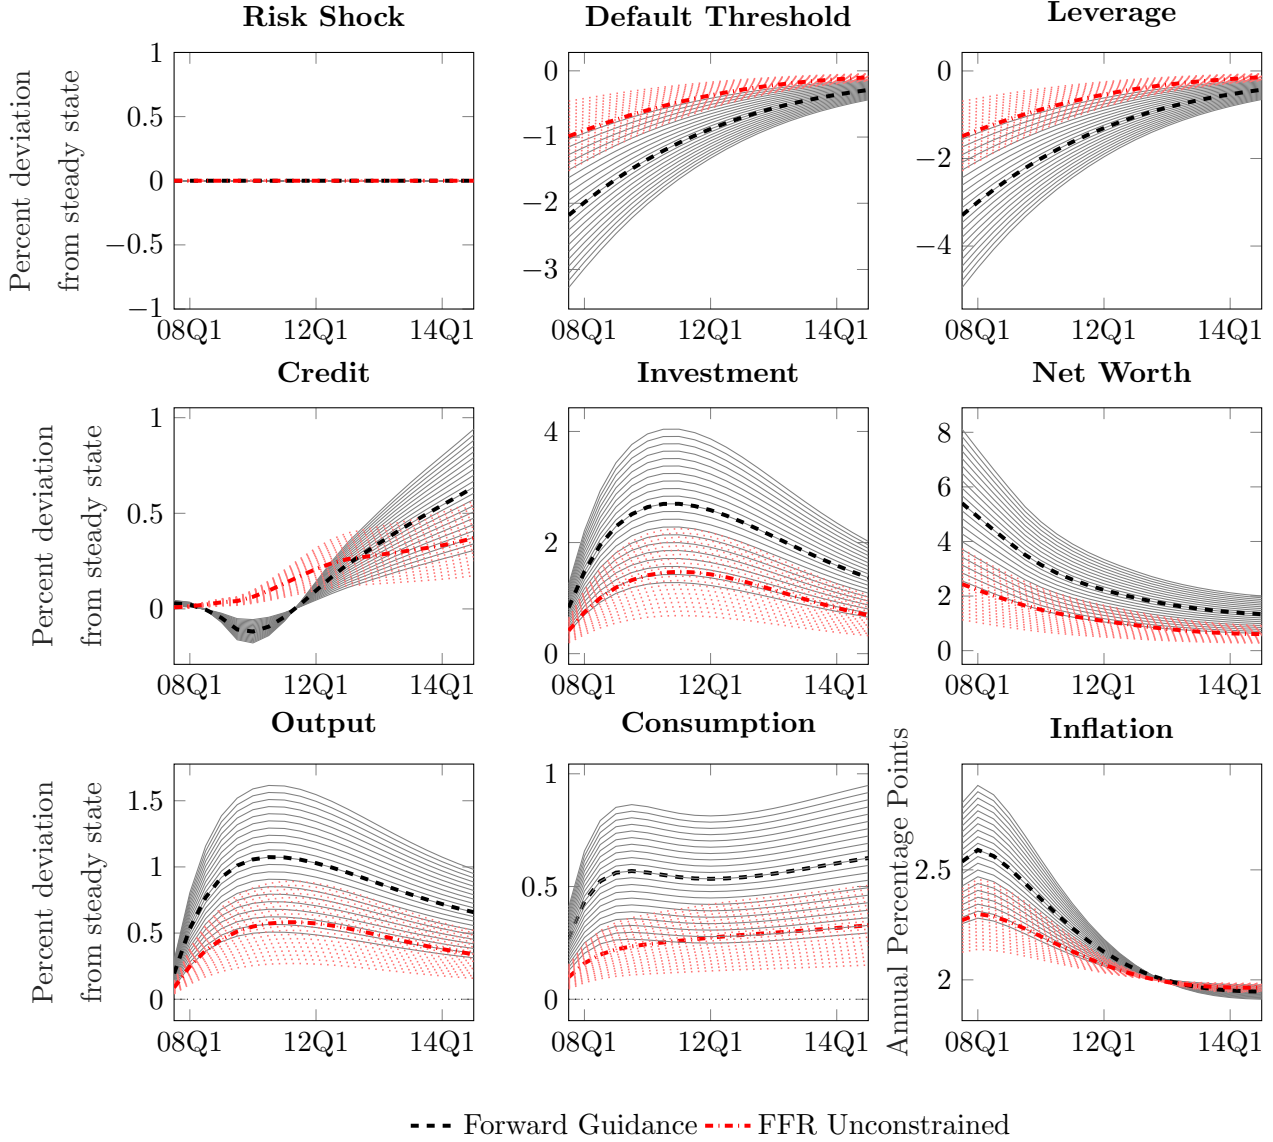 Risk Shock
Default Threshold
Leverage
Percent deviation
from steady state
1
0.5
0
−0.5
−1
08Q1 12Q1 14Q1
0
−1
−2
−3
08Q1 12Q1 14Q1
0
−2
−4
08Q1 12Q1 14Q1
Credit
Investment
Net Worth
Percent deviation
from steady state
1
0.5
0
08Q1 12Q1 14Q1
4
2
0
08Q1 12Q1 14Q1
8
6
4
2
0
08Q1 12Q1 14Q1
Output
Consumption
Inflation
Percent deviation
from steady state
1.5
1
0.5
0
08Q1 12Q1 14Q1
1
0.5
0
08Q1 12Q1 14Q1
Annual Percentage Points
2.5
2
08Q1 12Q1 14Q1
Forward Guidance FFR Unconstrained